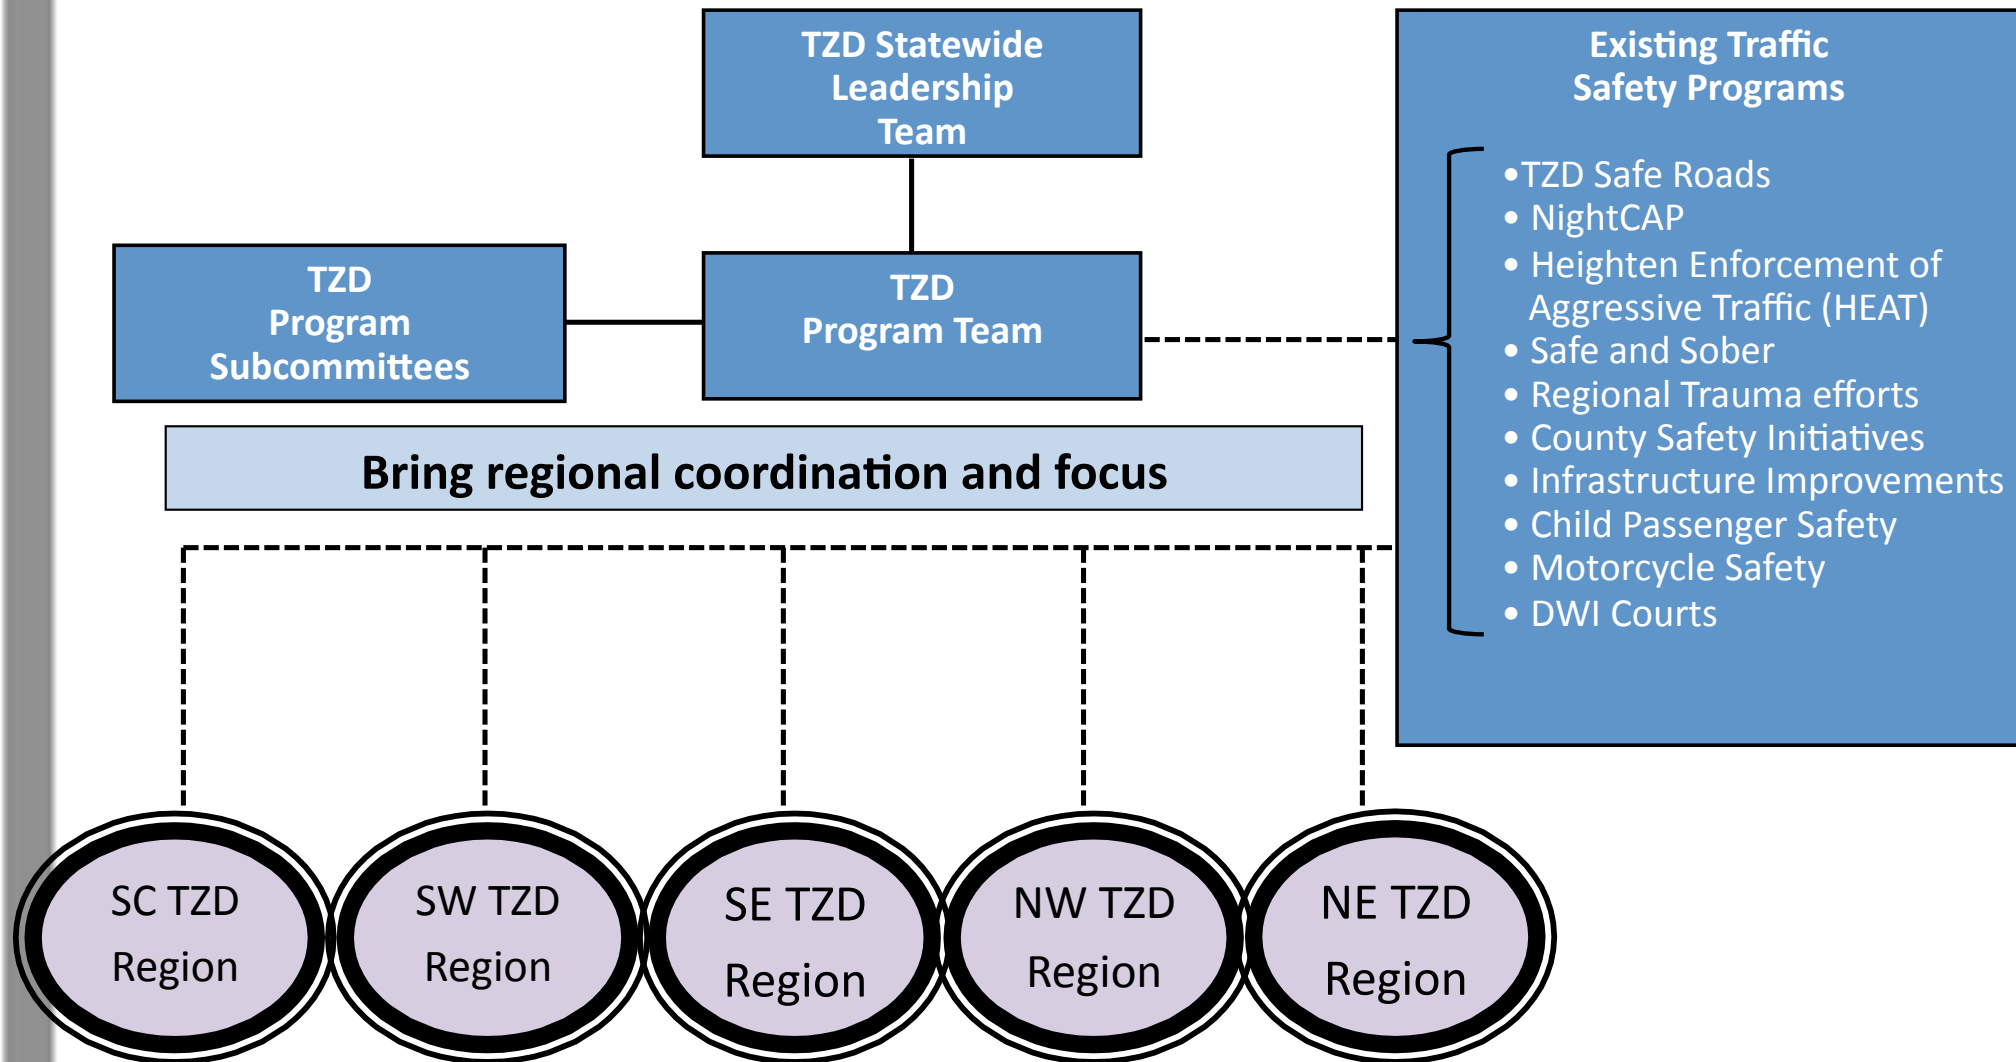 TZD Statewide
Leadership
Team
Existing Traffic
Safety Programs
•TZD Safe Roads
• NightCAP
• Heighten Enforcement of
Aggressive Traffic (HEAT)
• Safe and Sober
• Regional Trauma efforts
• County Safety Initiatives
• Infrastructure Improvements
• Child Passenger Safety
• Motorcycle Safety
• DWI Courts
TZD
Program
Subcommittees
TZD
Program Team
Bring regional coordination and focus
SC TZD
Region
SW TZD
Region
SE TZD
Region
NW TZD
Region
NE TZD
Region